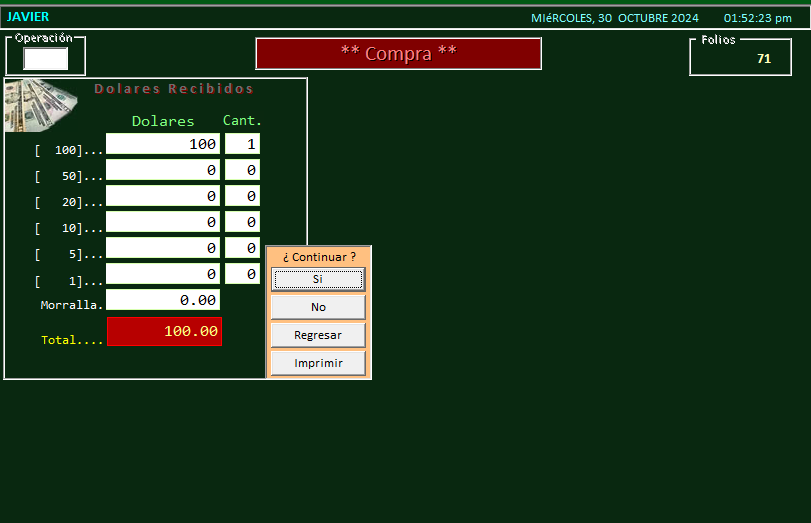 JAVIER MIéRCOLES, 30 OCTUBRE 2024 01:52:23 pm
Operación
** Compra **
Folios
71
Dolares Recibidos
Dolares Cant.
[ 100]... 100 1
[ 50]... 0 0
[ 20]... 0 0
[ 10]... 0 0
[ 5]... 0 0
[ 1]... 0 0
Morralla. 0.00
Total.... 100.00
¿ Continuar ?
Si
No
Regresar
Imprimir